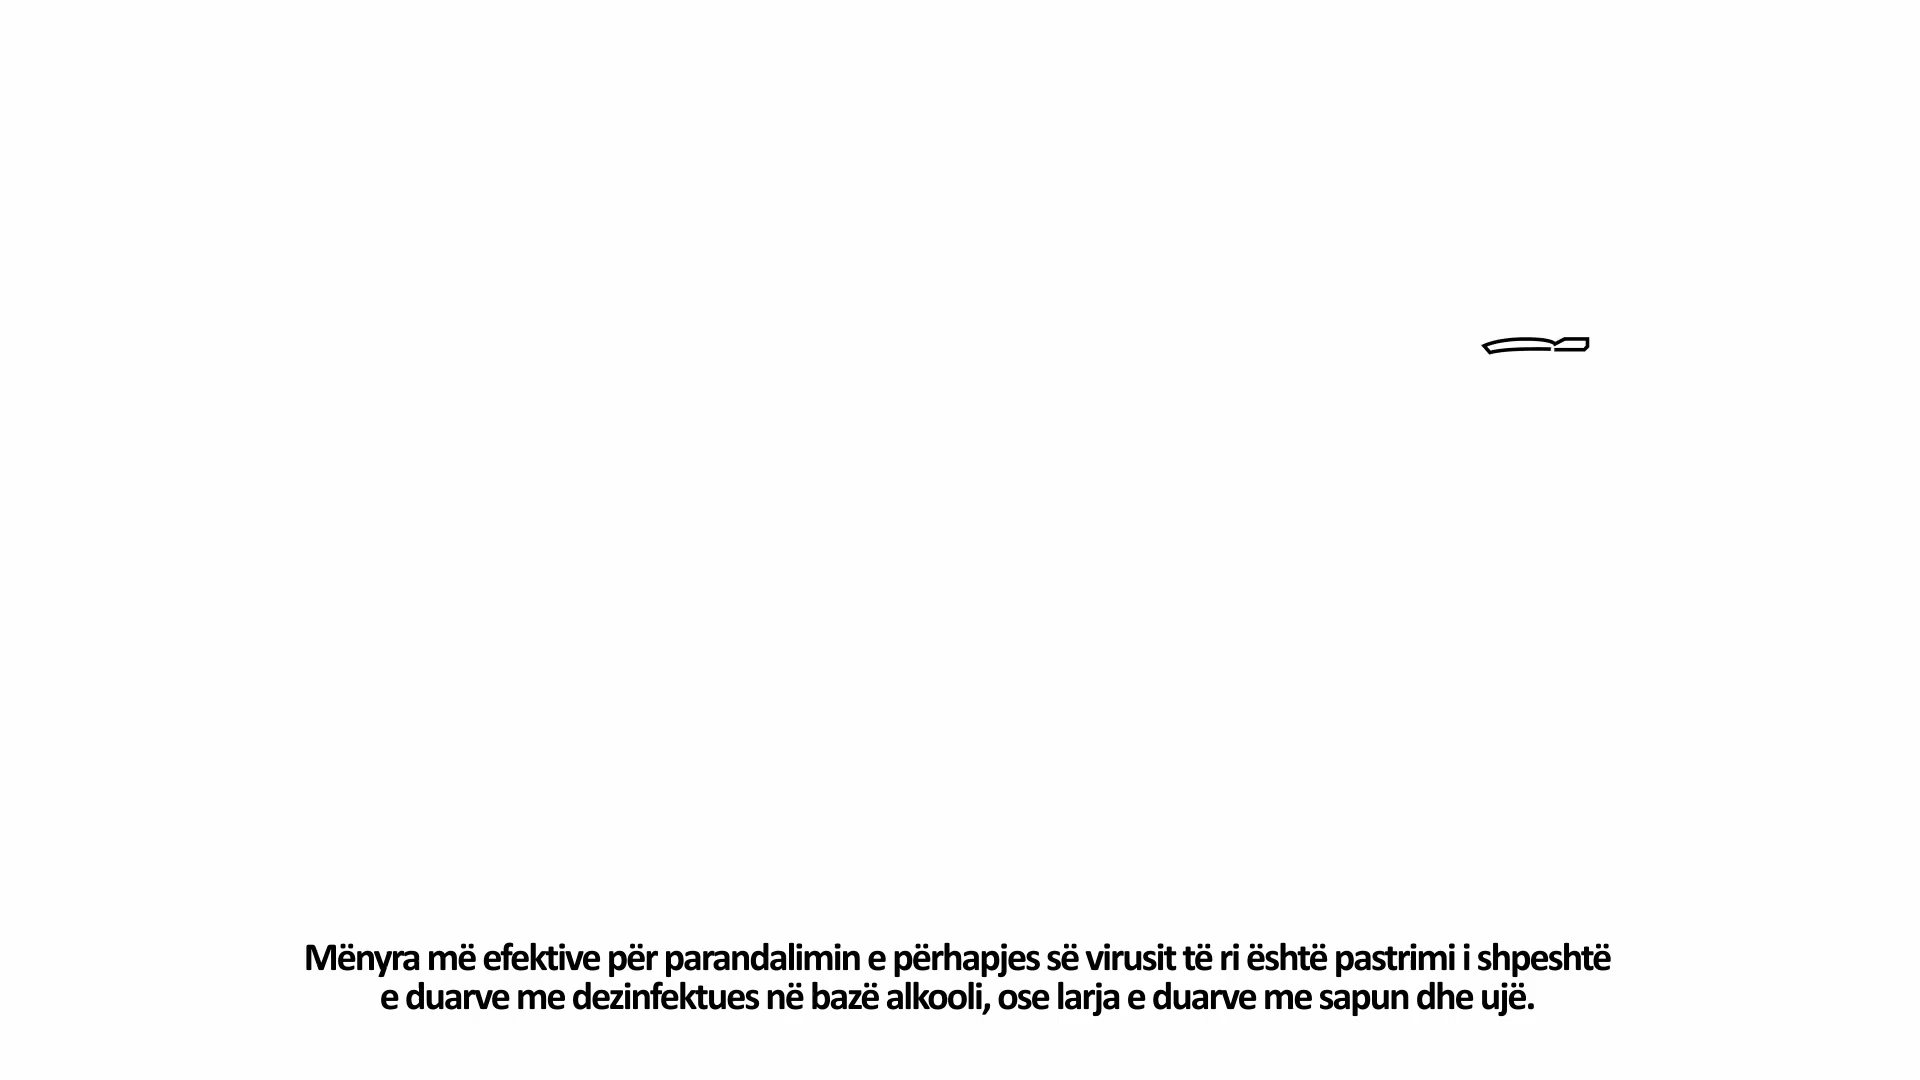 Mënyra më efektive për parandalimin e përhapjes së virusit të ri është pastrimi i shpeshtë
e duarve me dezinfektues në bazë alkooli, ose larja e duarve me sapun dhe ujë.